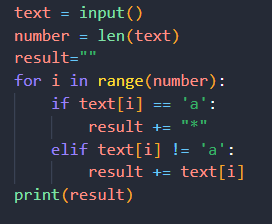 text = input()
number = len(text)
result=""
for i in range(number):
    if text[i] == 'a':
        result += "*"
    elif text[i] != 'a':
        result += text[i]
print(result)